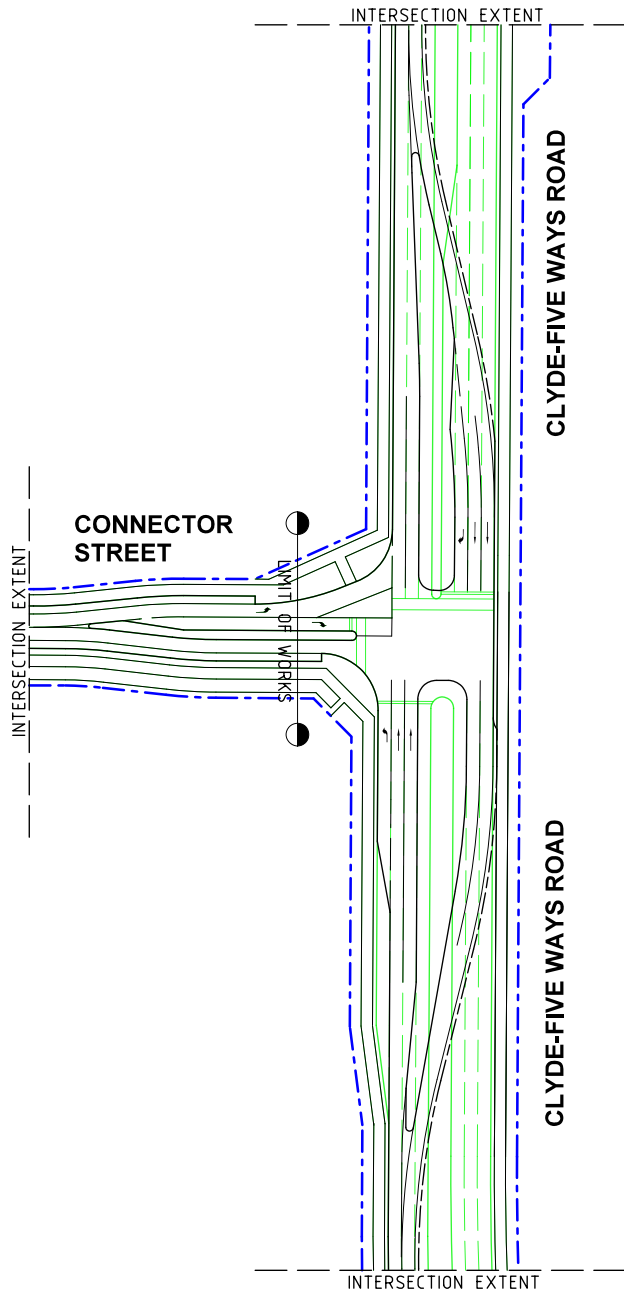 INTERSECTION EXTENT
CLYDE-FIVE WAYS ROAD
CONNECTOR
STREET
LIMIT OF WORKS
INTERSECTION EXTENT
CLYDE-FIVE WAYS ROAD
INTERSECTION EXTENT